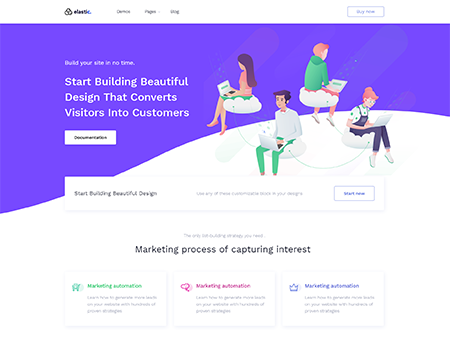 elastic.
Demos
Pages
Blog
Buy Now
Build your site in no time.
Start Building Beautiful
Design That Converts
Visitors Into Customers
Documentation
Start Building Beautiful Design
Use any of these customizable block in your designs
Start now
The only list-building strategy you need.
Marketing process of capturing interest
Marketing automation
Learn how to generate more leads
on your website with hundreds of
proven strategies
Marketing automation
Learn how to generate more leads
on your website with hundreds of
proven strategies
Marketing automation
Learn how to generate more leads
on your website with hundreds of
proven strategies